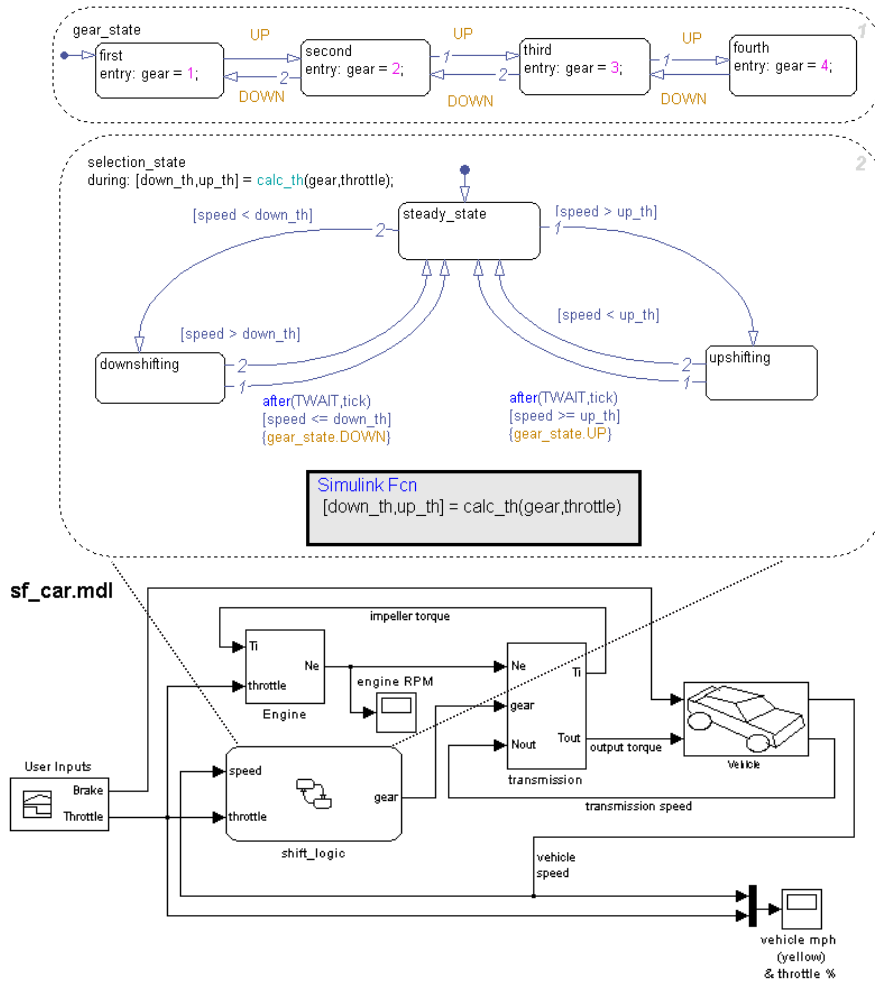 gear_state
1
first
entry: gear = 1;
UP
DOWN
2
second
entry: gear = 2;
1
UP
2
DOWN
third
entry: gear = 3;
1
UP
DOWN
fourth
entry: gear = 4;
selection_state
during: [down_th,up_th] = calc_th(gear,throttle);
2
steady_state
[speed < down_th]
2
[speed > up_th]
1
[speed > down_th]
[speed < up_th]
downshifting
2
1
upshifting
2
1
after(TWAIT,tick)
[speed <= down_th]
{gear_state.DOWN}
after(TWAIT,tick)
[speed >= up_th]
{gear_state.UP}
Simulink Fcn
[down_th,up_th] = calc_th(gear,throttle)
sf_car.mdl
impeller torque
Ti
Ne
throttle
Engine
engine RPM
Ne
Ti
gear
Nout
Tout
transmission
output torque
Vehicle
transmission speed
User Inputs
Brake
Throttle
speed
throttle
gear
shift_logic
vehicle
speed
vehicle mph
(yellow)
& throttle %